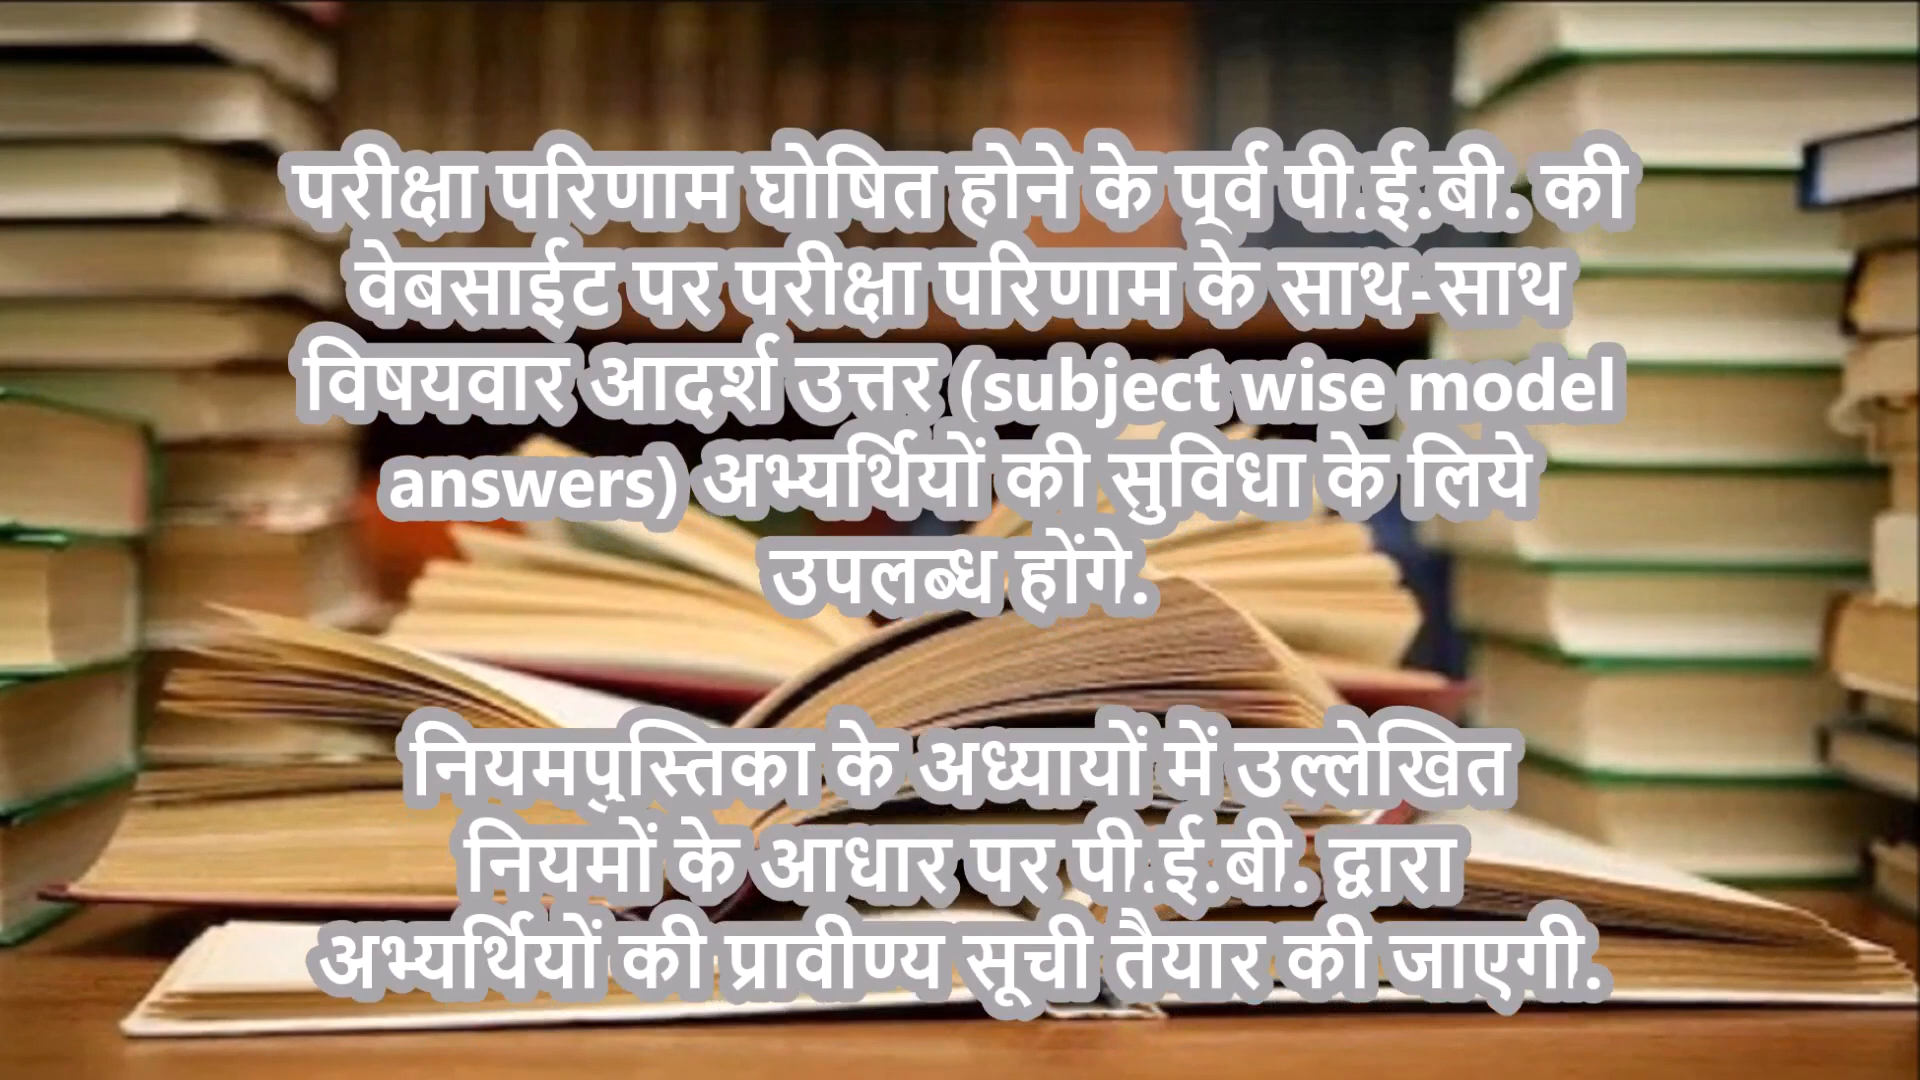 परीक्षा परिणाम घोषित होने के पूर्व पी.ई.बी. की
वेबसाईट पर परीक्षा परिणाम के साथ-साथ
विषयवार आदर्श उत्तर (subject wise model
answers) अभ्यर्थियों की सुविधा के लिये
उपलब्ध होंगे.
नियमपुस्तिका के अध्यायों में उल्लेखित
नियमों के आधार पर पी.ई.बी. द्वारा
अभ्यर्थियों की प्रावीण्य सूची तैयार की जाएगी.